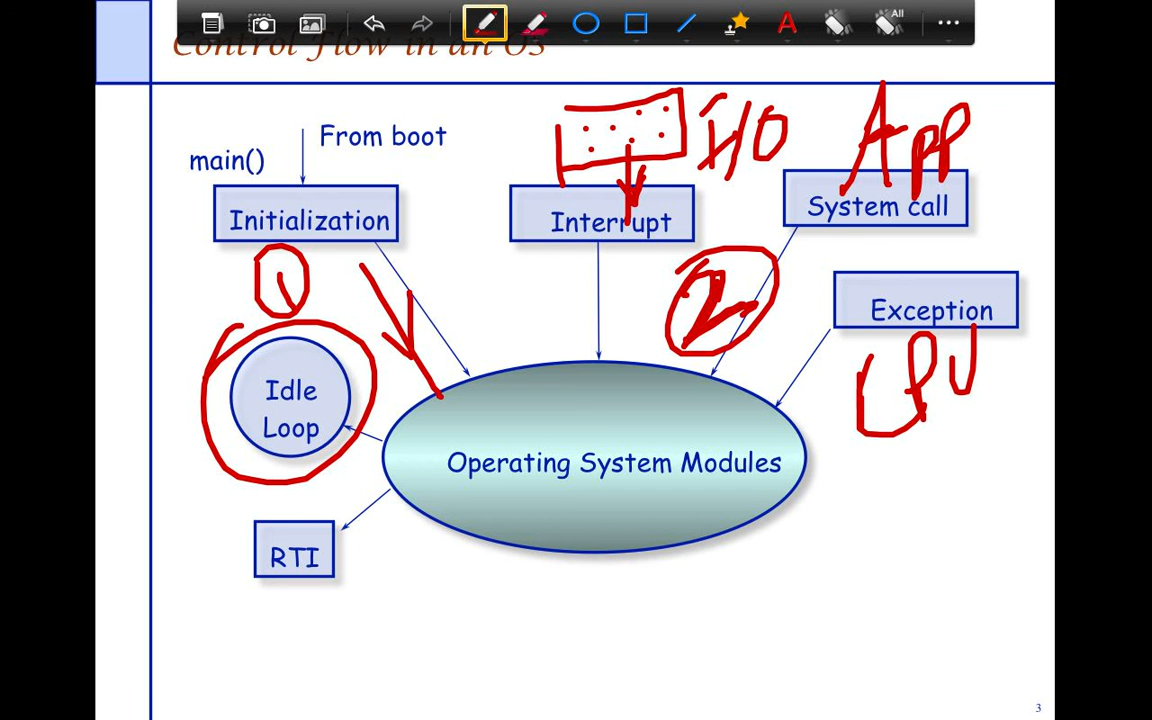 Control Flow in an OS
From boot
main()
I/O
App
Initialization
Interrupt
System call
1
2
Exception
CPU
Idle
Loop
Operating System Modules
RTI
3
A
All